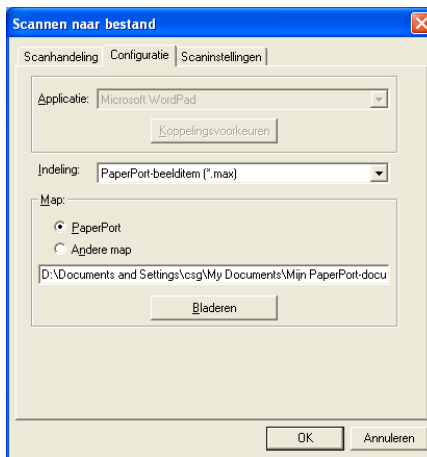 Scannen naar bestand
Scanhandeling Configuratie Scaninstellingen
Applicatie: Microsoft WordPad
Koppelingsvoorkeuren
Indeling: PaperPort-beelditem (*.max)
Map:
PaperPort
Andere map
D:\Documents and Settings\csg\My Documents\Mijn PaperPort-docu
Bladeren
OK Annuleren